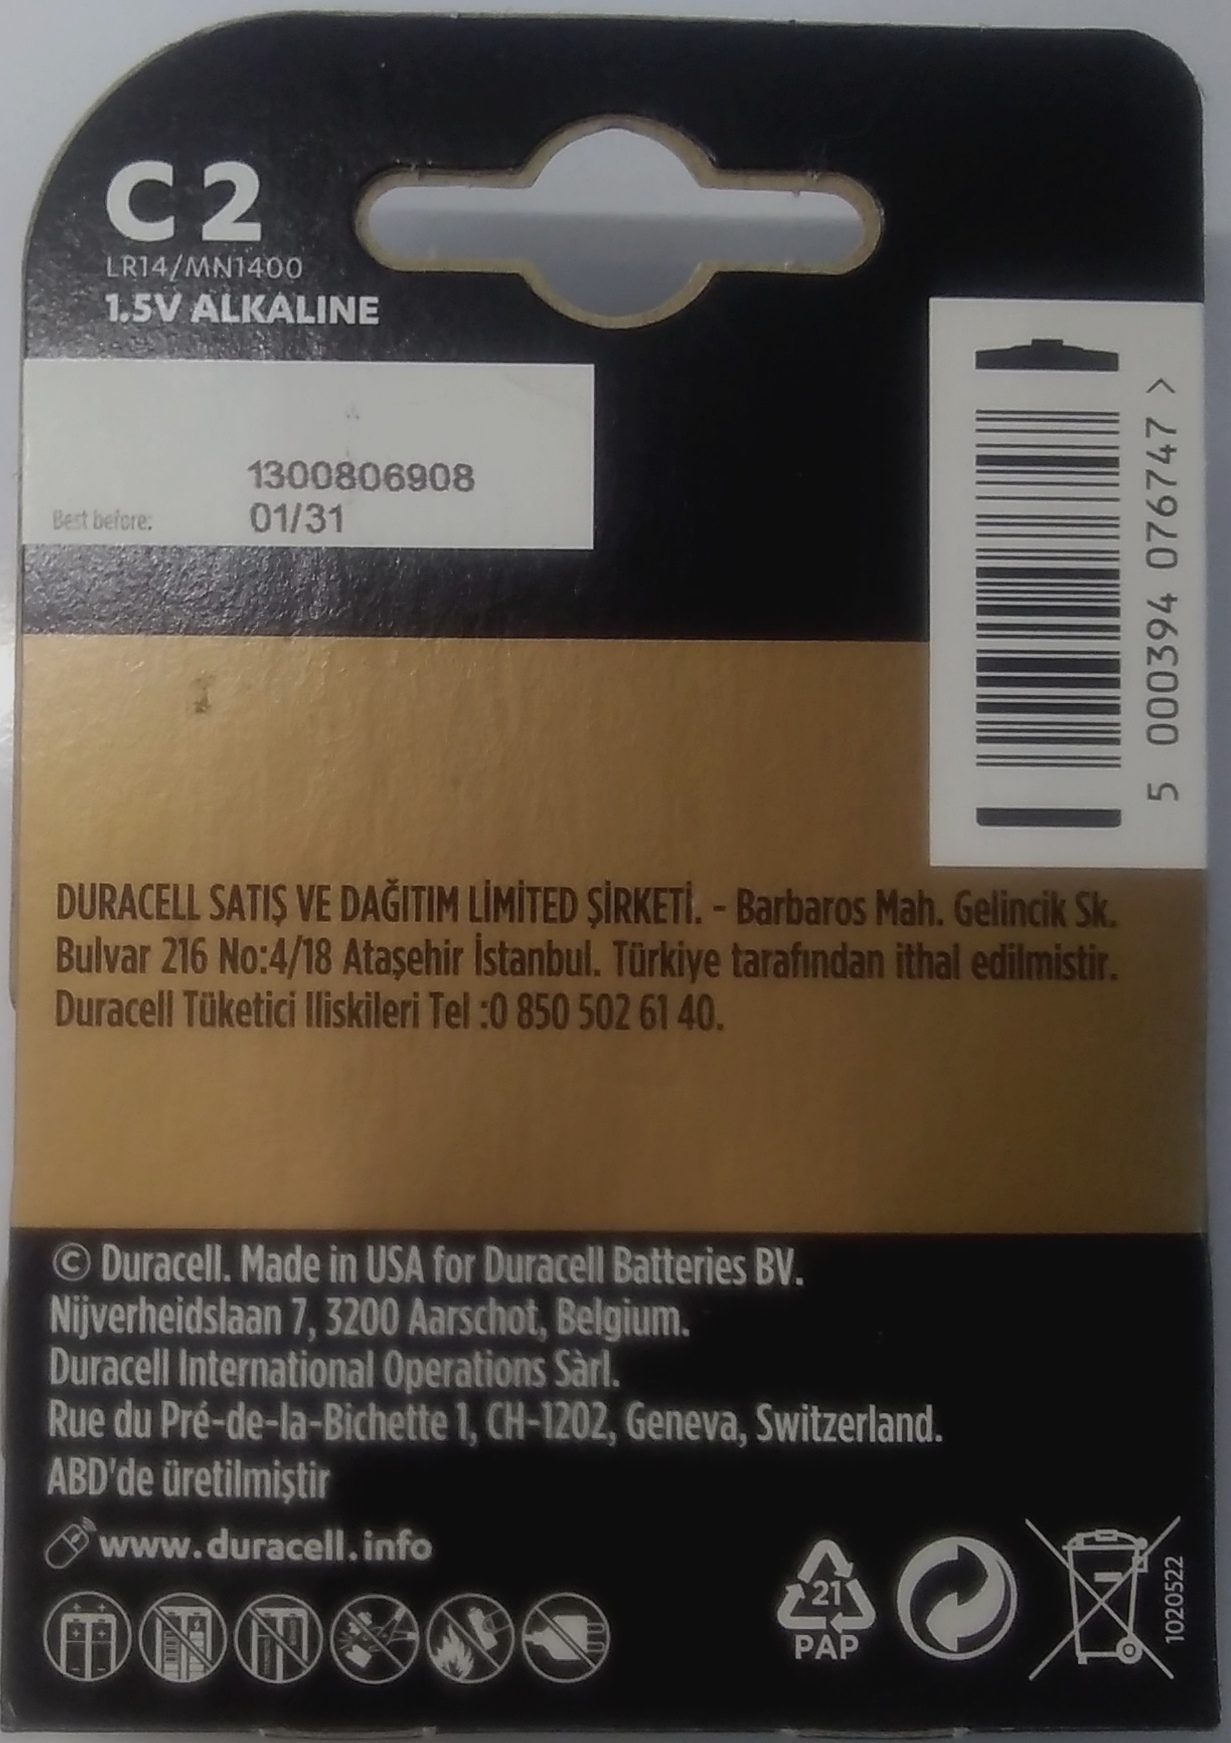 C 2
LR14/MN1400
1.5V ALKALINE
1300806908
Best before: 01/31
5 000394 076747 >
DURACELL SATIŞ VE DAĞITIM LİMİTED ŞİRKETİ. - Barbaros Mah. Gelincik Sk.
Bulvar 216 No:4/18 Ataşehir İstanbul. Türkiye tarafından ithal edilmistir.
Duracell Tüketici Iliskileri Tel :0 850 502 61 40.
© Duracell. Made in USA for Duracell Batteries BV.
Nijverheidslaan 7, 3200 Aarschot, Belgium.
Duracell International Operations Sàrl.
Rue du Pré-de-la-Bichette 1, CH-1202, Geneva, Switzerland.
ABD'de üretilmiştir
www.duracell.info
21
PAP
1020522